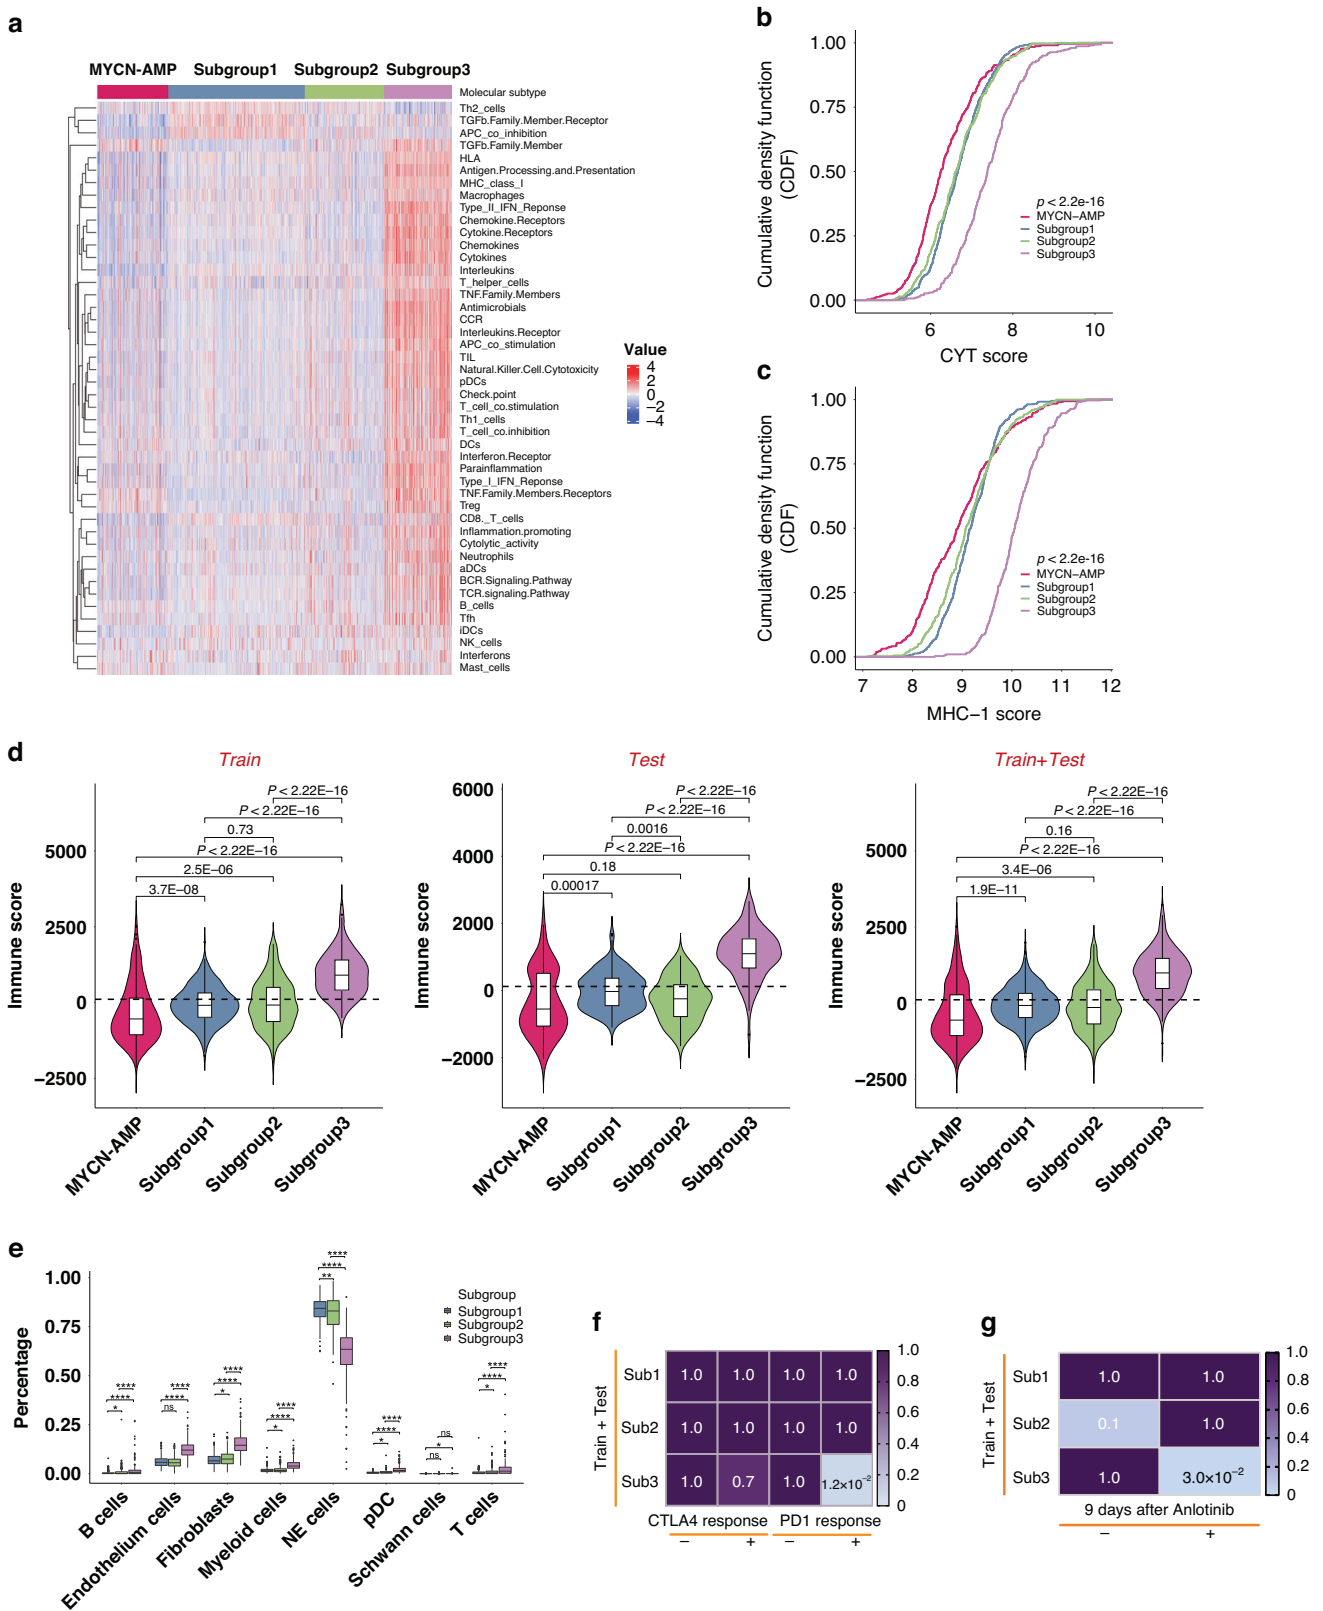 a
MYCN-AMP Subgroup1 Subgroup2 Subgroup3
Molecular subtype
Th2_cells
TGFb.Family.Member.Receptor
APC_co_inhibition
TGFb.Family.Member
HLA
Antigen.Processing.and.Presentation
MHC_class_I
Macrophages
Type_II_IFN_Reponse
Chemokine.Receptors
Cytokine.Receptors
Chemokines
Cytokines
Interleukins
T_helper_cells
TNF.Family.Members
Antimicrobials
CCR
Interleukins.Receptor
APC_co_stimulation
TIL
Natural.Killer.Cell.Cytotoxicity
pDCs
Check.point
T_cell_co.stimulation
Th1_cells
T_cell_co.inhibition
DCs
Interferon.Receptor
Parainflammation
Type_I_IFN_Reponse
TNF.Family.Members.Receptors
Treg
CD8._T_cells
Inflammation.promoting
Cytolytic_activity
Neutrophils
aDCs
BCR.Signaling.Pathway
TCR.signaling.Pathway
B_cells
Tfh
iDCs
NK_cells
Interferons
Mast_cells
Value
4
2
0
−2
−4
b
Cumulative density function
(CDF)
1.00
0.75
0.50
0.25
0.00
p < 2.2e-16
MYCN−AMP
Subgroup1
Subgroup2
Subgroup3
6 8 10
CYT score
c
Cumulative density function
(CDF)
1.00
0.75
0.50
0.25
0.00
p < 2.2e-16
MYCN−AMP
Subgroup1
Subgroup2
Subgroup3
7 8 9 10 11 12
MHC−1 score
d
Train
Immune score
5000
2500
0
−2500
P < 2.22E−16
P < 2.22E−16
0.73
P < 2.22E−16
2.5E−06
3.7E−08
MYCN−AMP Subgroup1 Subgroup2 Subgroup3
Test
Immune score
6000
4000
2000
0
−2000
P < 2.22E−16
P < 2.22E−16
0.0016
P < 2.22E−16
0.18
0.00017
MYCN−AMP Subgroup1 Subgroup2 Subgroup3
Train+Test
Immune score
5000
2500
0
−2500
P < 2.22E−16
P < 2.22E−16
0.16
P < 2.22E−16
3.4E−06
1.9E−11
MYCN−AMP Subgroup1 Subgroup2 Subgroup3
e
Percentage
1.00
0.75
0.50
0.25
0.00
****
****
*
****
****
ns
****
****
*
****
****
*
****
****
**
****
****
*
ns
*
ns
****
****
*
Subgroup
Subgroup1
Subgroup2
Subgroup3
B cells Endothelium cells Fibroblasts Myeloid cells NE cells pDC Schwann cells T cells
f
Train + Test
Sub1 1.0 1.0 1.0 1.0
Sub2 1.0 1.0 1.0 1.0
Sub3 1.0 0.7 1.0 1.2×10⁻²
CTLA4 response PD1 response
− + − +
1.0
0.8
0.6
0.4
0.2
0
g
Train + Test
Sub1 1.0 1.0
Sub2 0.1 1.0
Sub3 1.0 3.0×10⁻²
9 days after Anlotinib
− +
1.0
0.8
0.6
0.4
0.2
0